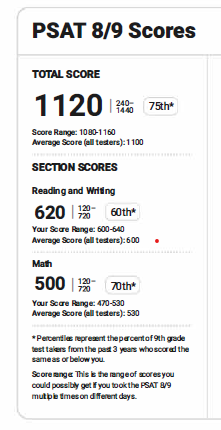 PSAT 8/9 Scores
TOTAL SCORE
1120 | 240–1440 75th*
Score Range: 1080-1160
Average Score (all testers): 1100
SECTION SCORES
Reading and Writing
620 | 120–720 60th*
Your Score Range: 600-640
Average Score (all testers): 600
Math
500 | 120–720 70th*
Your Score Range: 470-530
Average Score (all testers): 530
* Percentiles represent the percent of 9th grade
test takers from the past 3 years who scored the
same as or below you.
Score range: This is the range of scores you
could possibly get if you took the PSAT 8/9
multiple times on different days.